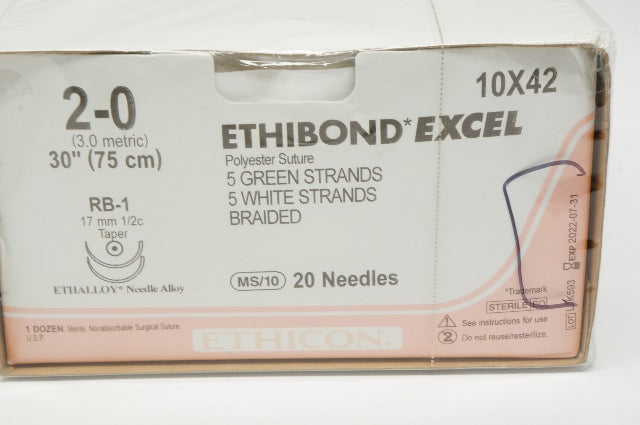 2-0
(3.0 metric)
30" (75 cm)
RB-1
17 mm 1/2c
Taper
ETHALLOY* Needle Alloy
10X42
ETHIBOND* EXCEL
Polyester Suture
5 GREEN STRANDS
5 WHITE STRANDS
BRAIDED
MS/10 20 Needles
EXP 2022-07-31
LOT
*Trademark
See instructions for use
2 Do not reuse/resterilize.
1 DOZEN. Sterile, Nonabsorbable Surgical Suture
U.S.P.
ETHICON.